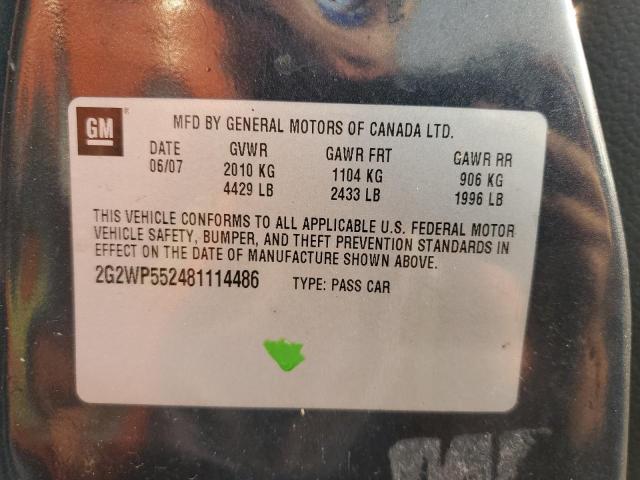 GM
MFD BY GENERAL MOTORS OF CANADA LTD.
DATE GVWR GAWR FRT GAWR RR
06/07 2010 KG 1104 KG 906 KG
4429 LB 2433 LB 1996 LB
THIS VEHICLE CONFORMS TO ALL APPLICABLE U.S. FEDERAL MOTOR
VEHICLE SAFETY, BUMPER, AND THEFT PREVENTION STANDARDS IN
EFFECT ON THE DATE OF MANUFACTURE SHOWN ABOVE.
2G2WP552481114486 TYPE: PASS CAR